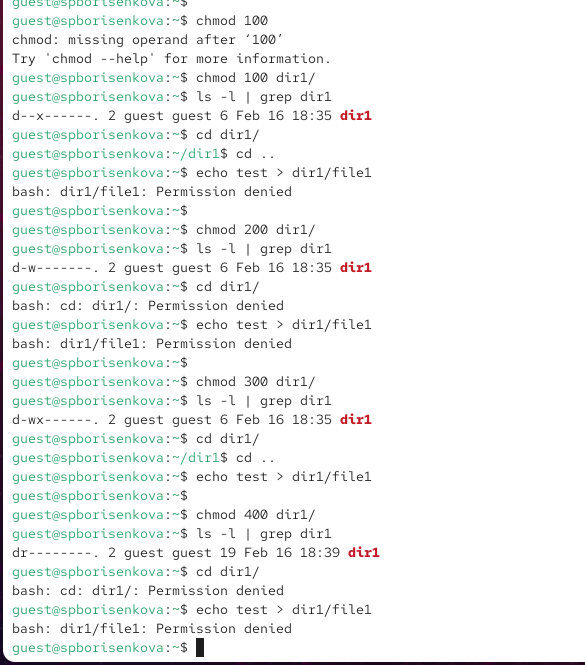 guest@spborisenkova:~$
guest@spborisenkova:~$ chmod 100
chmod: missing operand after ‘100’
Try 'chmod --help' for more information.
guest@spborisenkova:~$ chmod 100 dir1/
guest@spborisenkova:~$ ls -l | grep dir1
d--x------. 2 guest guest 6 Feb 16 18:35 dir1
guest@spborisenkova:~$ cd dir1/
guest@spborisenkova:~/dir1$ cd ..
guest@spborisenkova:~$ echo test > dir1/file1
bash: dir1/file1: Permission denied
guest@spborisenkova:~$
guest@spborisenkova:~$ chmod 200 dir1/
guest@spborisenkova:~$ ls -l | grep dir1
d-w-------. 2 guest guest 6 Feb 16 18:35 dir1
guest@spborisenkova:~$ cd dir1/
bash: cd: dir1/: Permission denied
guest@spborisenkova:~$ echo test > dir1/file1
bash: dir1/file1: Permission denied
guest@spborisenkova:~$
guest@spborisenkova:~$ chmod 300 dir1/
guest@spborisenkova:~$ ls -l | grep dir1
d-wx------. 2 guest guest 6 Feb 16 18:35 dir1
guest@spborisenkova:~$ cd dir1/
guest@spborisenkova:~/dir1$ cd ..
guest@spborisenkova:~$ echo test > dir1/file1
guest@spborisenkova:~$
guest@spborisenkova:~$ chmod 400 dir1/
guest@spborisenkova:~$ ls -l | grep dir1
dr--------. 2 guest guest 19 Feb 16 18:39 dir1
guest@spborisenkova:~$ cd dir1/
bash: cd: dir1/: Permission denied
guest@spborisenkova:~$ echo test > dir1/file1
bash: dir1/file1: Permission denied
guest@spborisenkova:~$